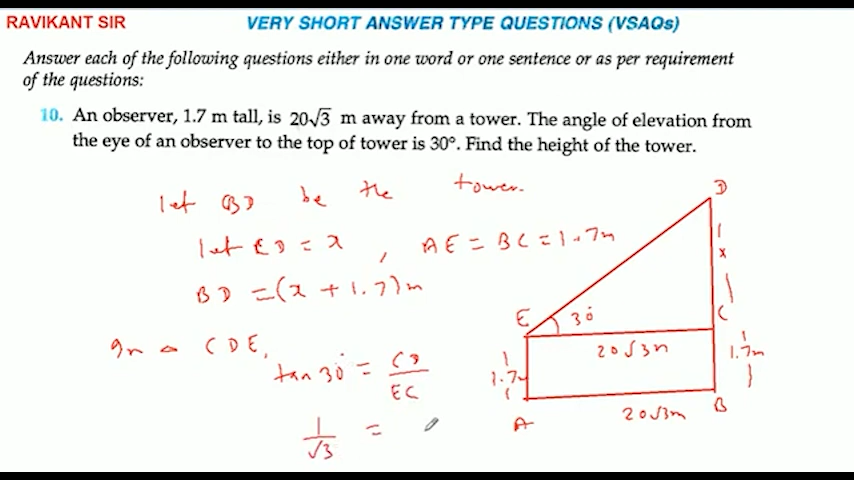 RAVIKANT SIR
VERY SHORT ANSWER TYPE QUESTIONS (VSAQs)
Answer each of the following questions either in one word or one sentence or as per requirement
of the questions:
10. An observer, 1.7 m tall, is 20√3 m away from a tower. The angle of elevation from
the eye of an observer to the top of tower is 30°. Find the height of the tower.
let BD be the tower.
let CD = x , AE = BC = 1.7m
BD = (x + 1.7)m
In △ CDE,
tan 30° = CD/EC
1/√3 =
D
x
E 30° C
20√3m
1.7m 1.7m
A 20√3m B